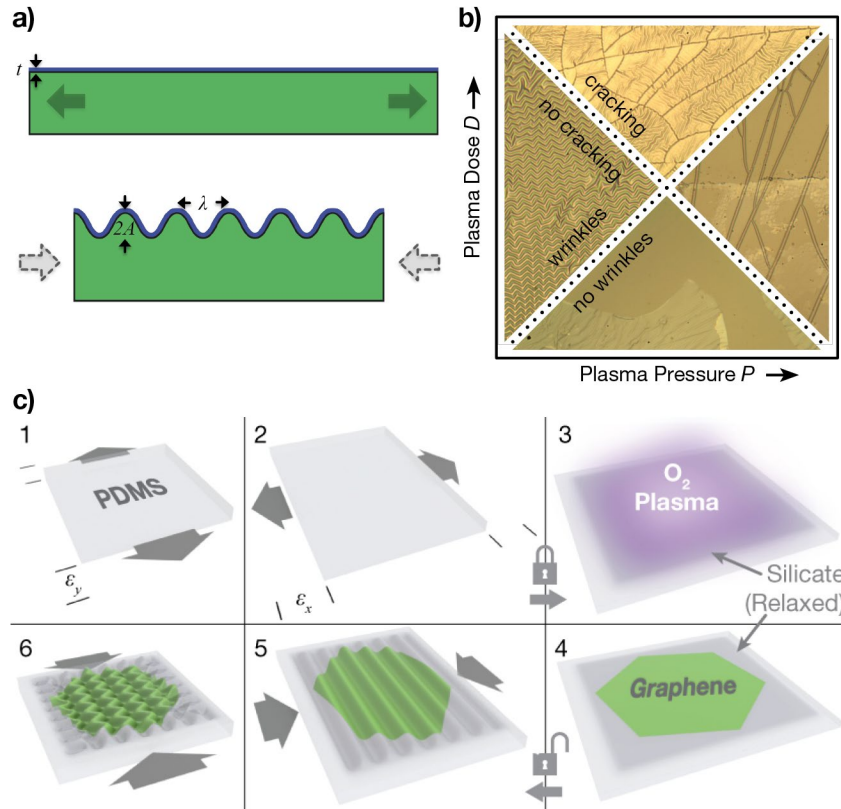 a)
t
λ
2A
b)
Plasma Dose D
cracking
no cracking
wrinkles
no wrinkles
Plasma Pressure P
c)
1
PDMS
εy
2
εx
3
O2
Plasma
Silicate
(Relaxed)
6
5
4
Graphene